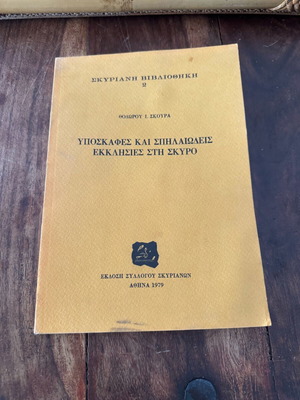 ΣΚΥΡΙΑΝΗ ΒΙΒΛΙΟΘΗΚΗ
ΘΟΔΩΡΟΥ Ι. ΣΚΟΥΡΑ
ΥΠΟΣΚΑΦΕΣ ΚΑΙ ΣΠΗΛΑΙΩΔΕΙΣ
ΕΚΚΛΗΣΙΕΣ ΣΤΗ ΣΚΥΡΟ
ΕΚΔΟΣΗ ΣΥΛΛΟΓΟΥ ΣΚΥΡΙΑΝΩΝ
ΑΘΗΝΑ 1979